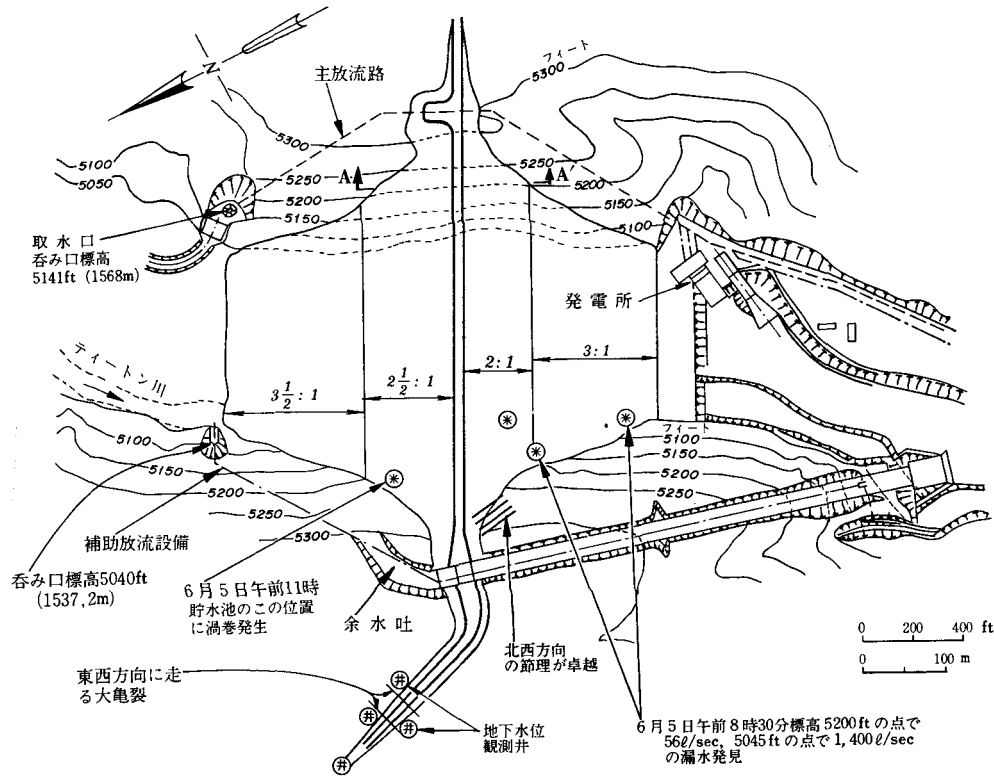 N
主放流路
フィート
5300
5300
5100
5050
5250
A
5250
A′
5200
5200
5150
5150
5100
取水口
呑み口標高
5141ft (1568m)
発電所
ティートン川
3 1/2 : 1
2 1/2 : 1
2 : 1
3 : 1
フィート
5100
5150
5200
5250
5100
5150
5200
5250
5300
補助放流設備
呑み口標高5040ft
(1537,2m)
6月5日午前11時
貯水池のこの位置
に渦巻発生
余水吐
北西方向
の節理が卓越
0 200 400 ft
0 100 m
東西方向に走
る大亀裂
井
井
井
井
地下水位
観測井
6月5日午前8時30分標高5200ftの点で
56ℓ/sec, 5045ftの点で1,400ℓ/sec
の漏水発見